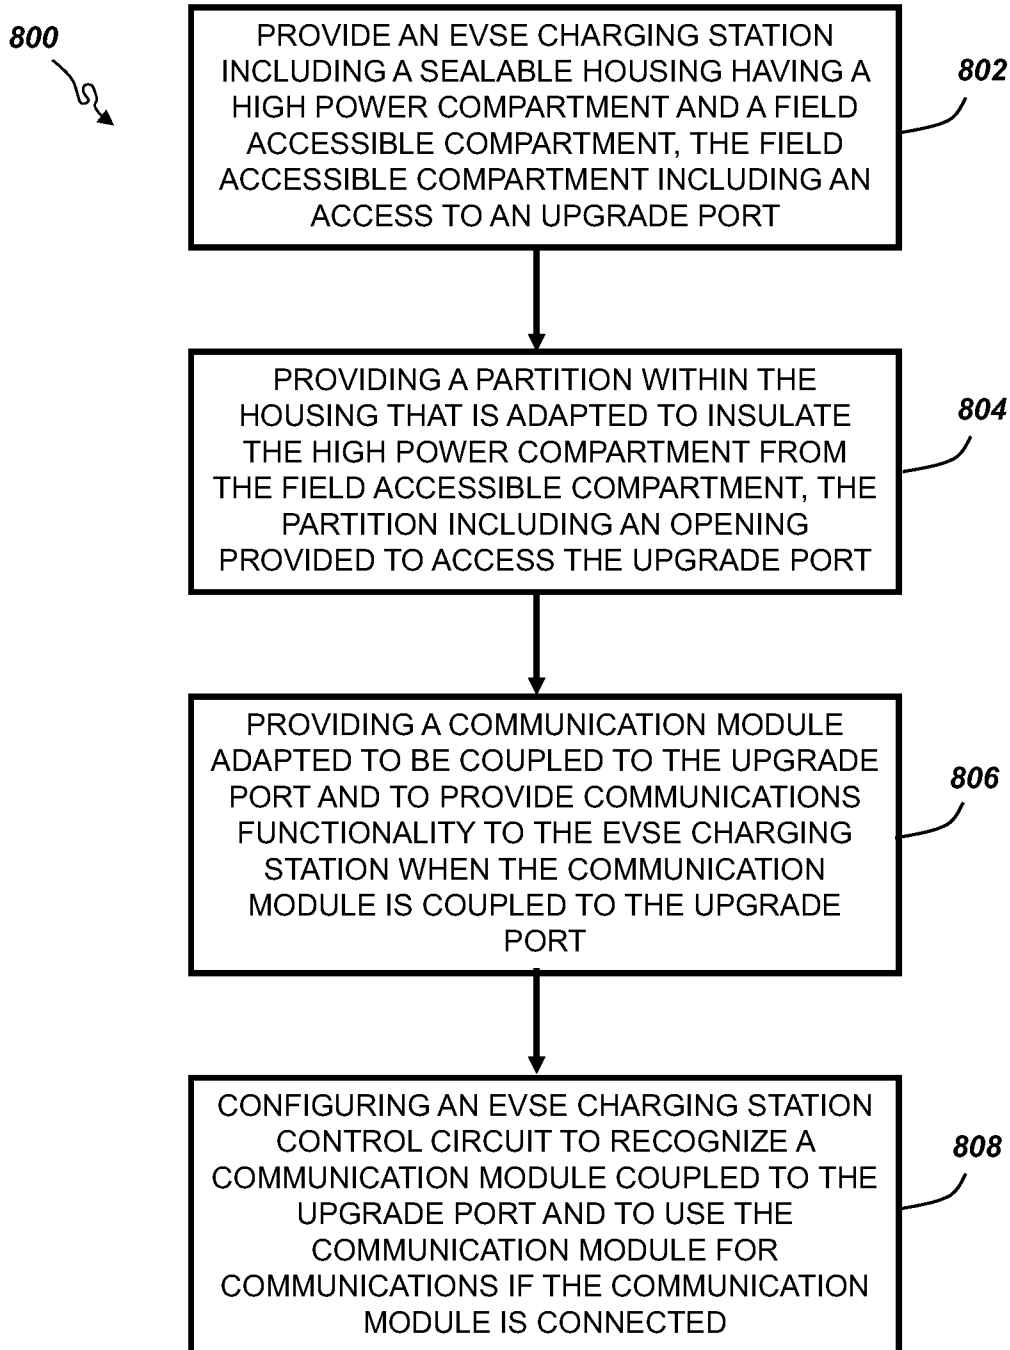 800
PROVIDE AN EVSE CHARGING STATION
INCLUDING A SEALABLE HOUSING HAVING A
HIGH POWER COMPARTMENT AND A FIELD
ACCESSIBLE COMPARTMENT, THE FIELD
ACCESSIBLE COMPARTMENT INCLUDING AN
ACCESS TO AN UPGRADE PORT
802
PROVIDING A PARTITION WITHIN THE
HOUSING THAT IS ADAPTED TO INSULATE
THE HIGH POWER COMPARTMENT FROM
THE FIELD ACCESSIBLE COMPARTMENT, THE
PARTITION INCLUDING AN OPENING
PROVIDED TO ACCESS THE UPGRADE PORT
804
PROVIDING A COMMUNICATION MODULE
ADAPTED TO BE COUPLED TO THE UPGRADE
PORT AND TO PROVIDE COMMUNICATIONS
FUNCTIONALITY TO THE EVSE CHARGING
STATION WHEN THE COMMUNICATION
MODULE IS COUPLED TO THE UPGRADE
PORT
806
CONFIGURING AN EVSE CHARGING STATION
CONTROL CIRCUIT TO RECOGNIZE A
COMMUNICATION MODULE COUPLED TO THE
UPGRADE PORT AND TO USE THE
COMMUNICATION MODULE FOR
COMMUNICATIONS IF THE COMMUNICATION
MODULE IS CONNECTED
808